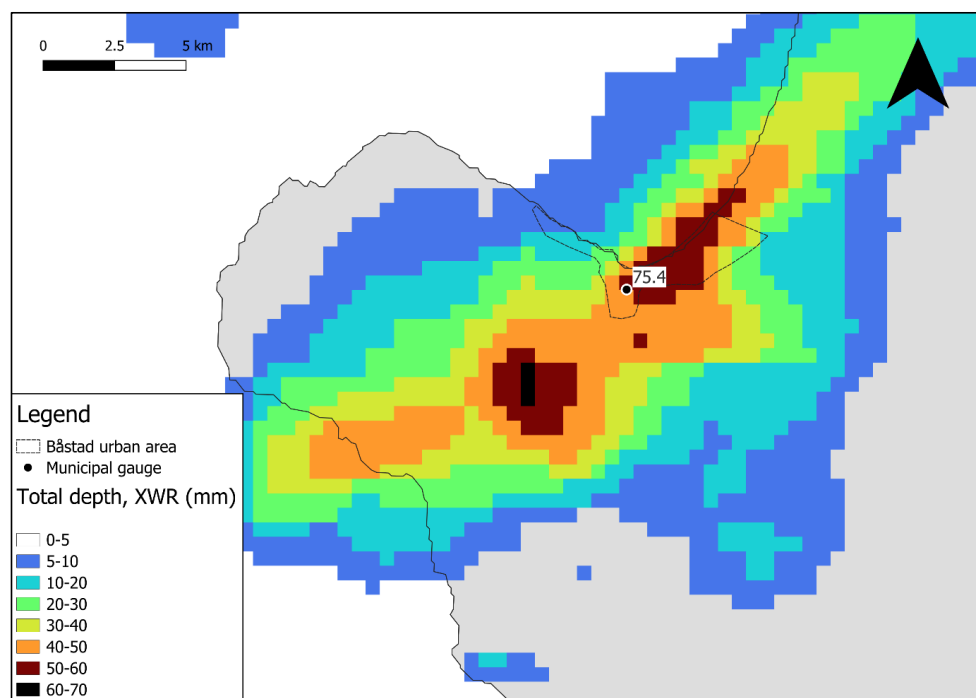 0 2.5 5 km
75.4
Legend
Båstad urban area
Municipal gauge
Total depth, XWR (mm)
0-5
5-10
10-20
20-30
30-40
40-50
50-60
60-70